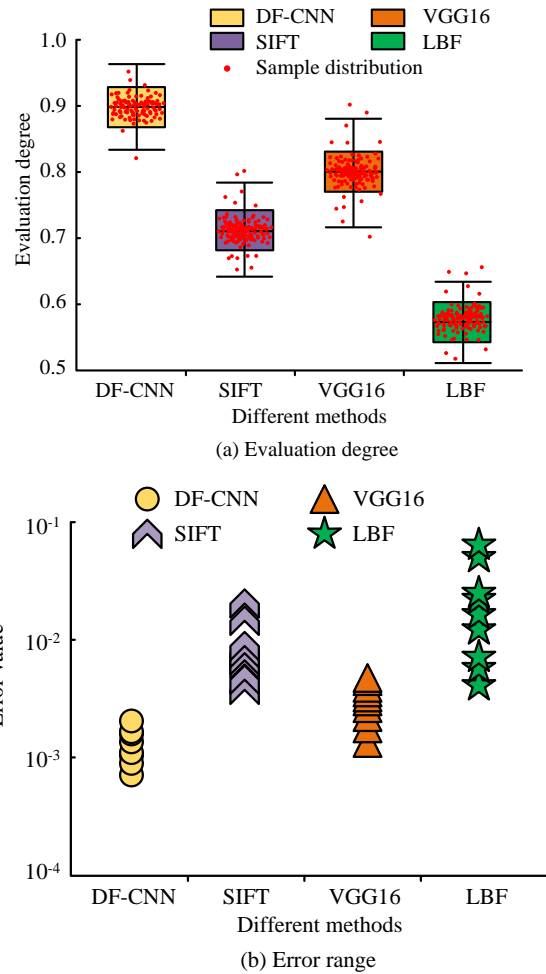 DF-CNN VGG16
SIFT LBF
Sample distribution
Evaluation degree
0.9
0.8
0.7
0.6
0.5
DF-CNN SIFT VGG16 LBF
Different methods
(a) Evaluation degree
DF-CNN VGG16
SIFT LBF
Error value
10-1
10-2
10-3
10-4
DF-CNN SIFT VGG16 LBF
Different methods
(b) Error range